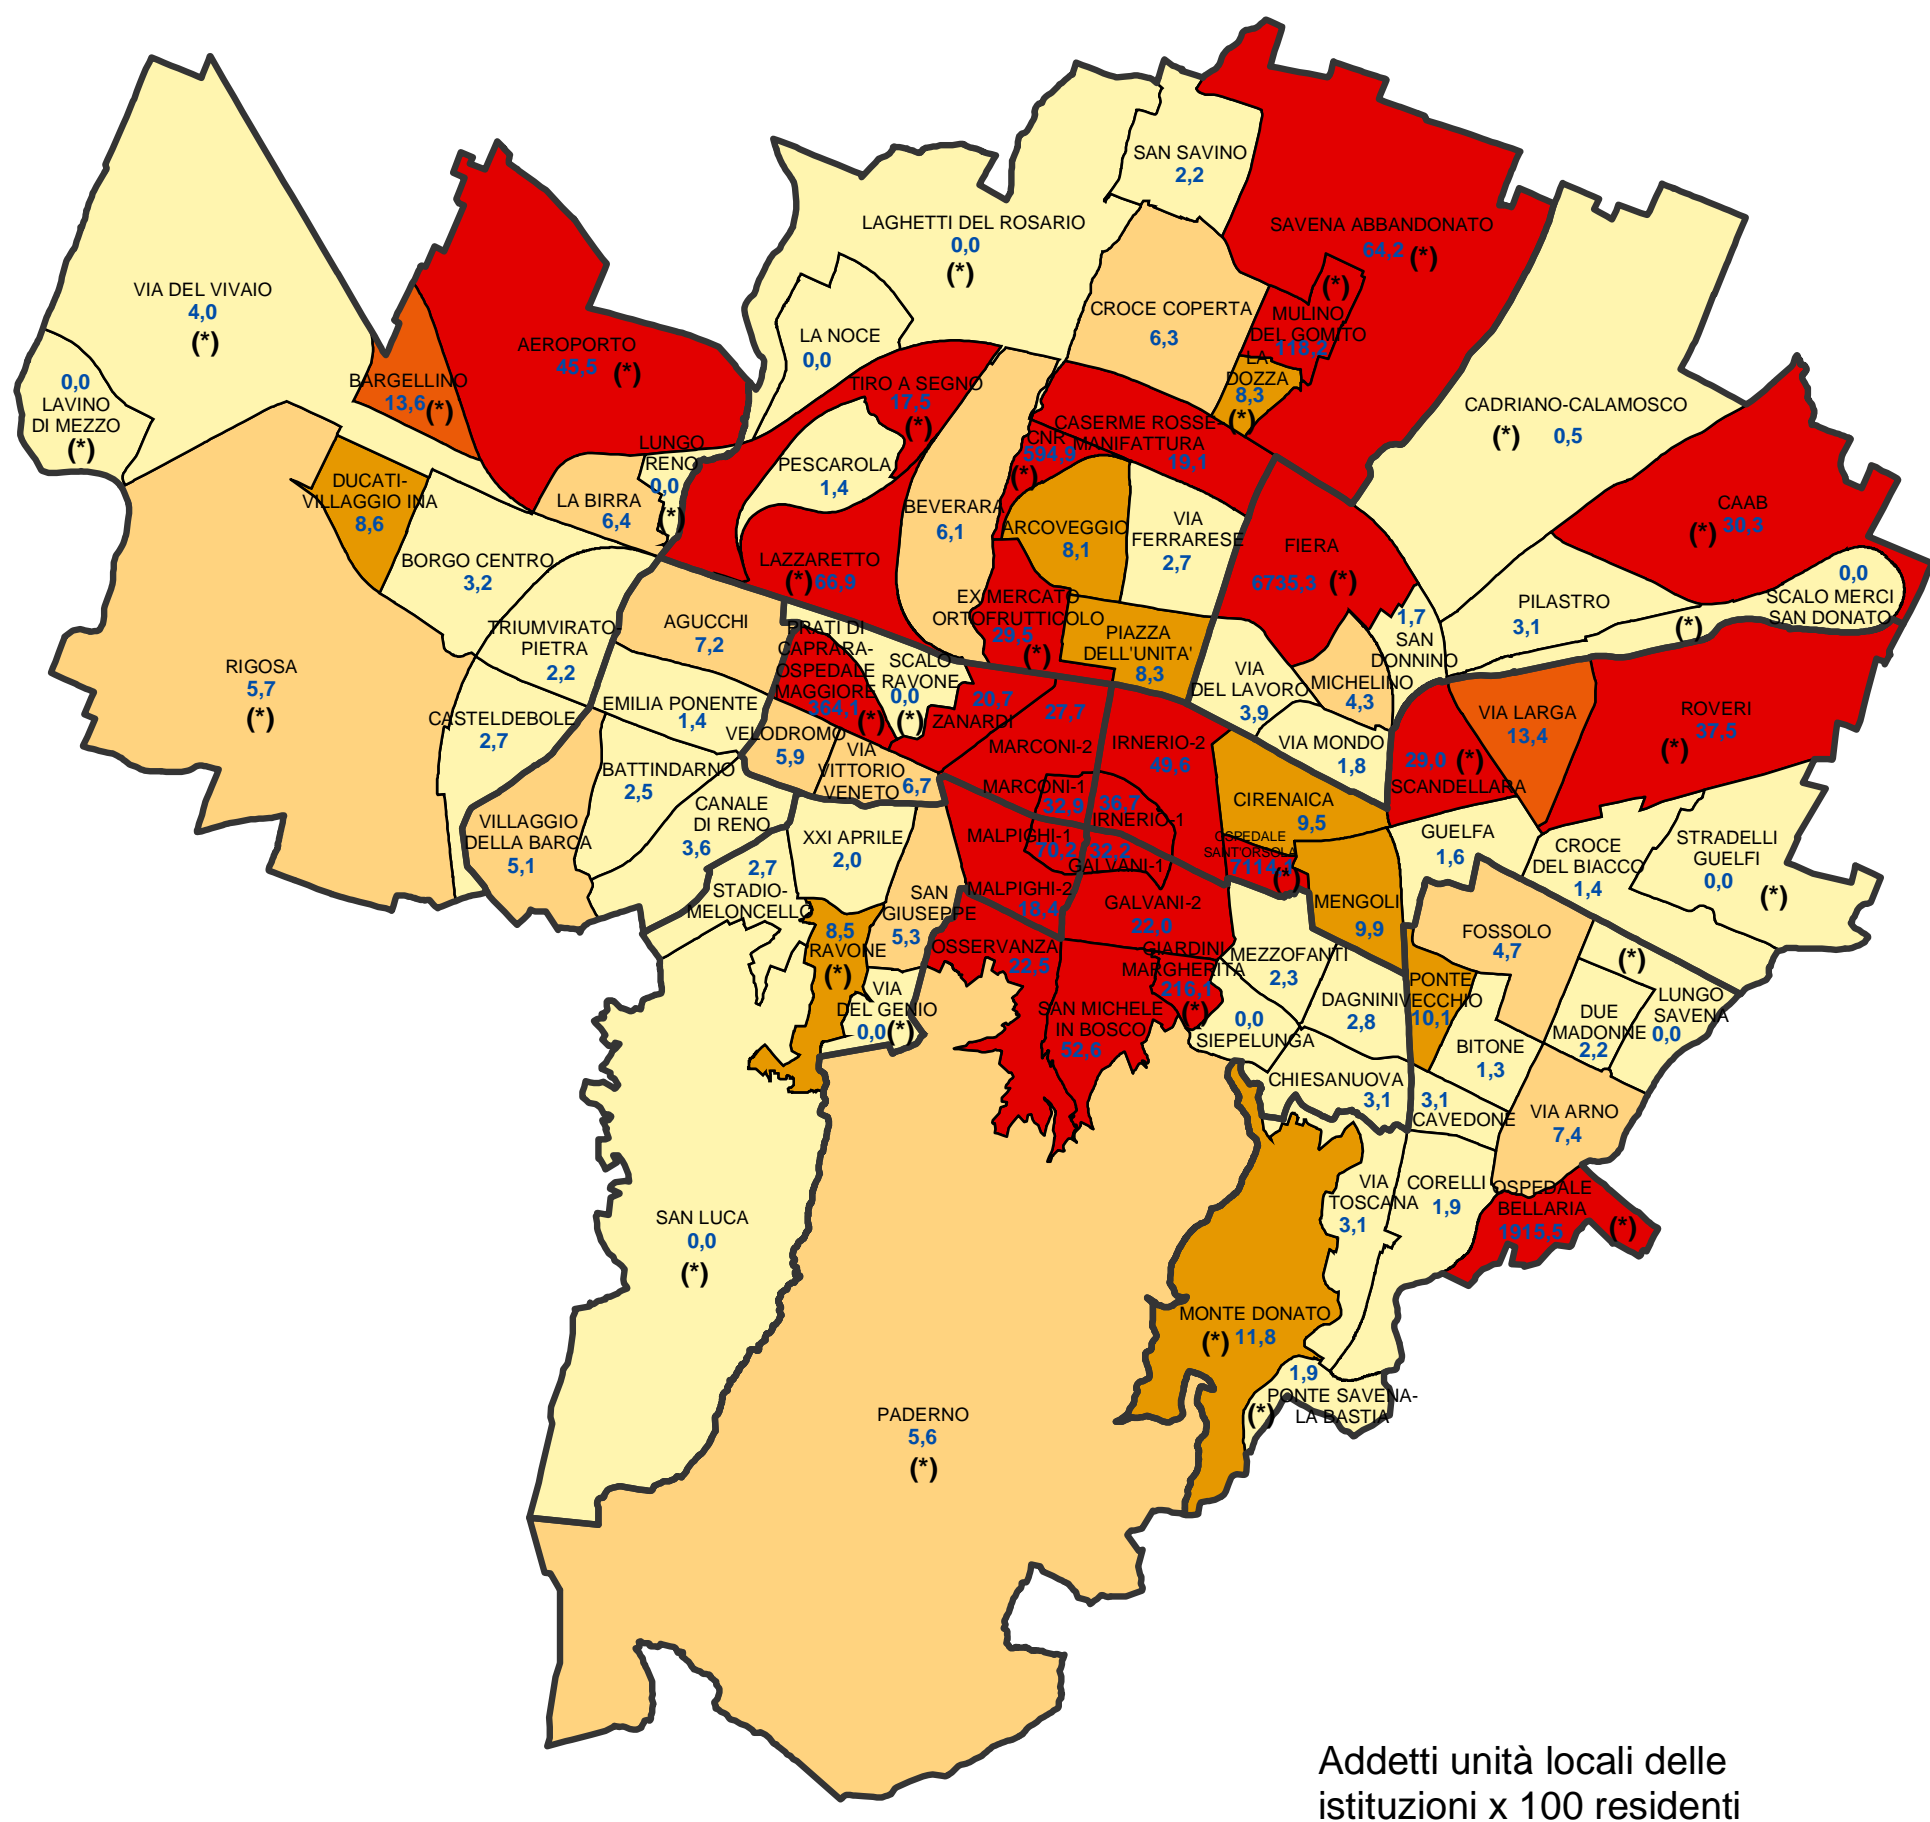 SAN SAVINO
2,2
LAGHETTI DEL ROSARIO
0,0
(*)
SAVENA ABBANDONATO
64,2 (*)
VIA DEL VIVAIO
4,0
(*)
CROCE COPERTA
6,3
(*)
MULINO
DEL GOMITO
118,2
LA NOCE
0,0
AEROPORTO
45,5 (*)
BARGELLINO
13,6 (*)
0,0
LAVINO
DI MEZZO
(*)
TIRO A SEGNO
17,5
(*)
LA
DOZZA
8,3
(*)
CADRIANO-CALAMOSCO
(*) 0,5
CASERME ROSSE-
MANIFATTURA
19,1
CNR
594,9
(*)
LUNGO
RENO
0,0
(*)
PESCAROLA
1,4
DUCATI-
VILLAGGIO INA
8,6
LA BIRRA
6,4
BEVERARA
6,1
ARCOVEGGIO
8,1
VIA
FERRARESE
2,7
FIERA
6735,3 (*)
CAAB
(*) 30,3
BORGO CENTRO
3,2
LAZZARETTO
(*) 66,9
0,0
SCALO MERCI
SAN DONATO
PILASTRO
3,1
(*)
EX MERCATO
ORTOFRUTTICOLO
29,5
(*)
1,7
SAN
DONNINO
AGUCCHI
7,2
TRIUMVIRATO-
PIETRA
2,2
PRATI DI
CAPRARA-
OSPEDALE
MAGGIORE
364,1 (*)
PIAZZA
DELL'UNITA'
8,3
SCALO
RAVONE
0,0
(*)
RIGOSA
5,7
(*)
VIA
DEL LAVORO
3,9
MICHELINO
4,3
EMILIA PONENTE
1,4
20,7
ZANARDI
27,7
MARCONI-2
VIA LARGA
13,4
ROVERI
37,5
(*)
CASTELDEBOLE
2,7
VELODROMO
5,9
VIA
VITTORIO
VENETO 6,7
IRNERIO-2
49,6
VIA MONDO
1,8
29,0 (*)
SCANDELLARA
BATTINDARNO
2,5
MARCONI-1
32,9
36,7
IRNERIO-1
CIRENAICA
9,5
CANALE
DI RENO
3,6
VILLAGGIO
DELLA BARCA
5,1
XXI APRILE
2,0
MALPIGHI-1
70,2
32,2
GALVANI-1
OSPEDALE
SANT'ORSOLA
(*)
GUELFA
1,6
CROCE
DEL BIACCO
1,4
STRADELLI
GUELFI
0,0
(*)
2,7
STADIO-
MELONCELLO
SAN
GIUSEPPE
5,3
MALPIGHI-2
18,4
GALVANI-2
22,0
MENGOLI
9,9
8,5
RAVONE
(*)
OSSERVANZA
22,5
GIARDINI
MARGHERITA
216,1
(*)
MEZZOFANTI
2,3
FOSSOLO
4,7
(*)
VIA
DEL GENIO
0,0 (*)
SAN MICHELE
IN BOSCO
52,6
0,0
SIEPELUNGA
DAGNINI
2,8
PONTE
VECCHIO
10,1
DUE
MADONNE
2,2
LUNGO
SAVENA
0,0
BITONE
1,3
CHIESANUOVA
3,1
3,1
CAVEDONE
VIA ARNO
7,4
VIA
TOSCANA
3,1
CORELLI
1,9
OSPEDALE
BELLARIA
1915,5
(*)
SAN LUCA
0,0
(*)
MONTE DONATO
(*) 11,8
1,9
PONTE SAVENA-
LA BASTIA
(*)
PADERNO
5,6
(*)
Addetti unità locali delle
istituzioni x 100 residenti